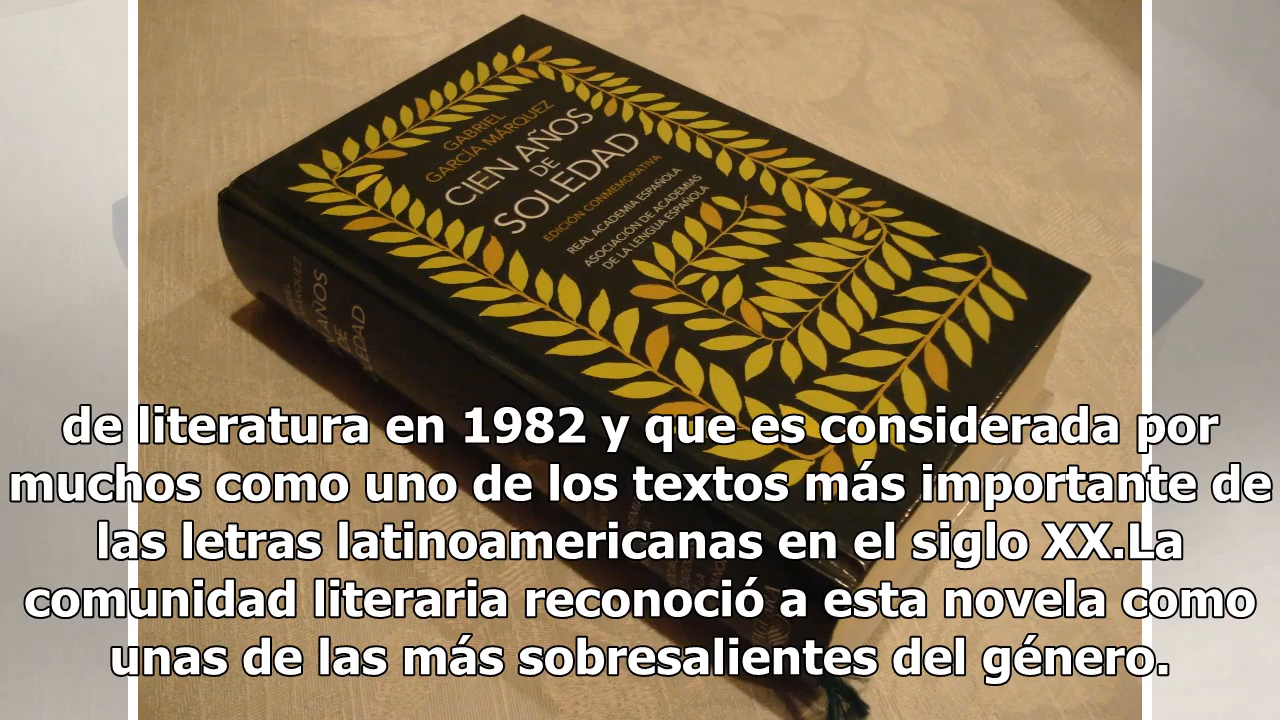 GABRIEL
GARCÍA MÁRQUEZ
CIEN AÑOS
DE
SOLEDAD
EDICIÓN CONMEMORATIVA
REAL ACADEMIA ESPAÑOLA
ASOCIACIÓN DE ACADEMIAS
DE LA LENGUA ESPAÑOLA
de literatura en 1982 y que es considerada por
muchos como uno de los textos más importante de
las letras latinoamericanas en el siglo XX.La
comunidad literaria reconoció a esta novela como
unas de las más sobresalientes del género.